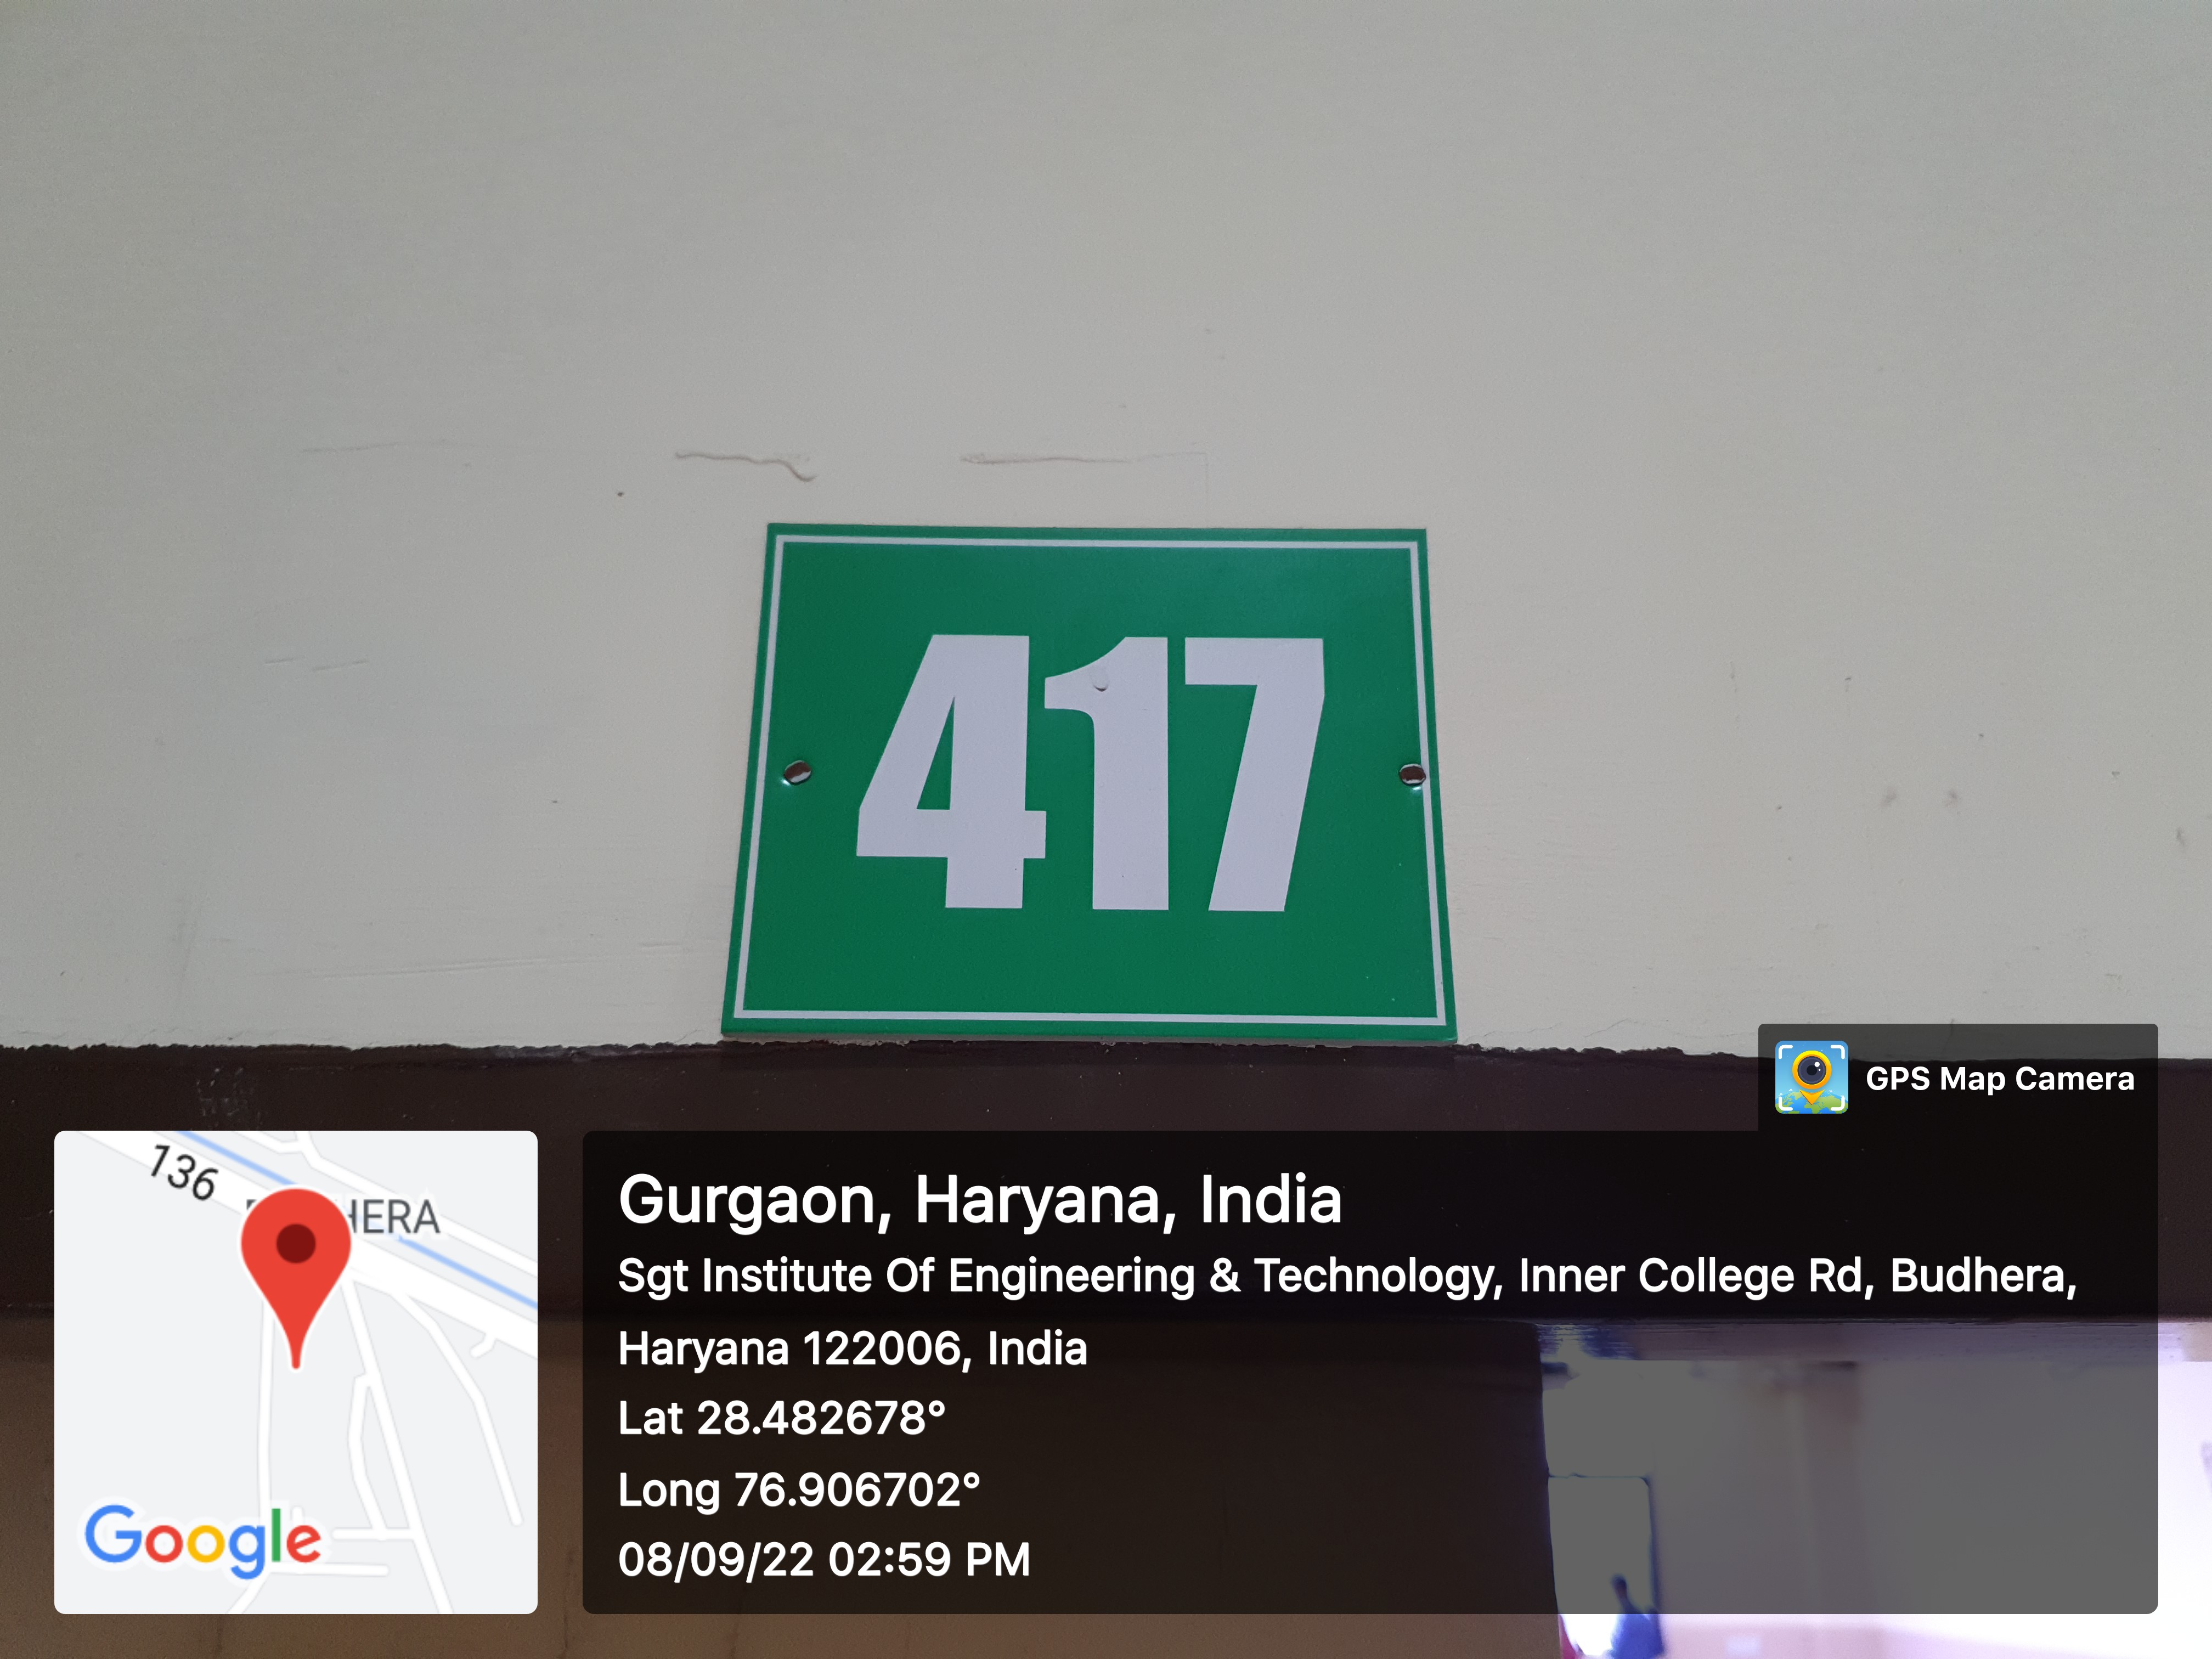 417
GPS Map Camera
136
HERA
Google
Gurgaon, Haryana, India
Sgt Institute Of Engineering & Technology, Inner College Rd, Budhera,
Haryana 122006, India
Lat 28.482678°
Long 76.906702°
08/09/22 02:59 PM